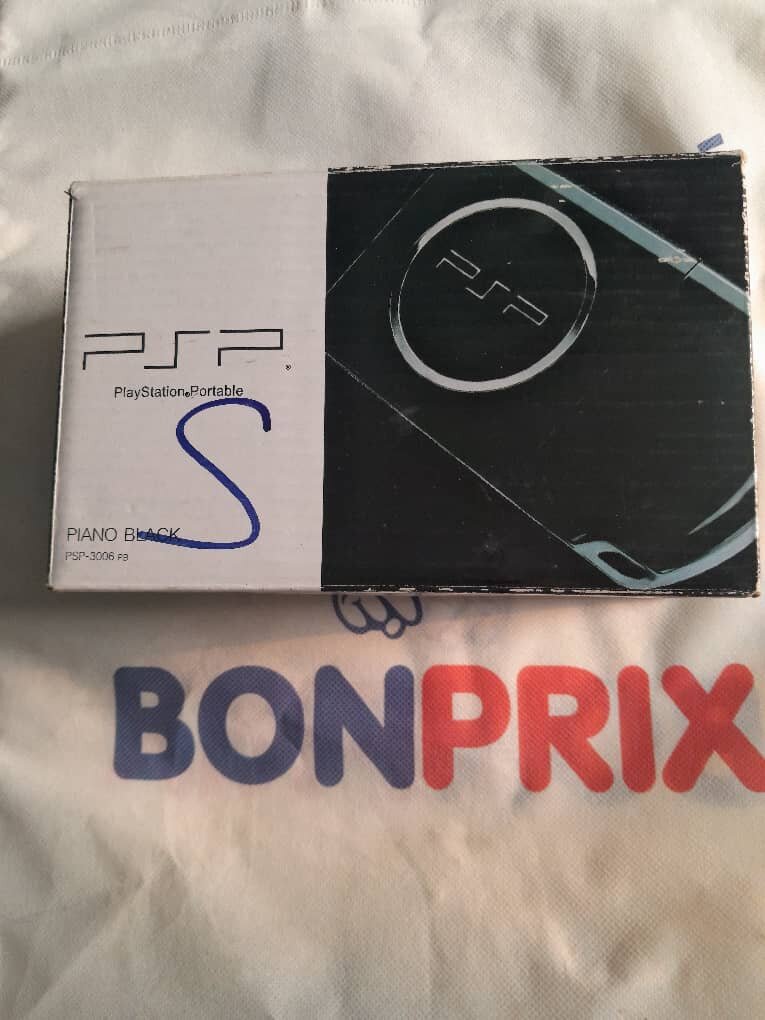 PSP
PSP®
PlayStation®Portable
S
PIANO BLACK
PSP-3006 PB
BONPRIX